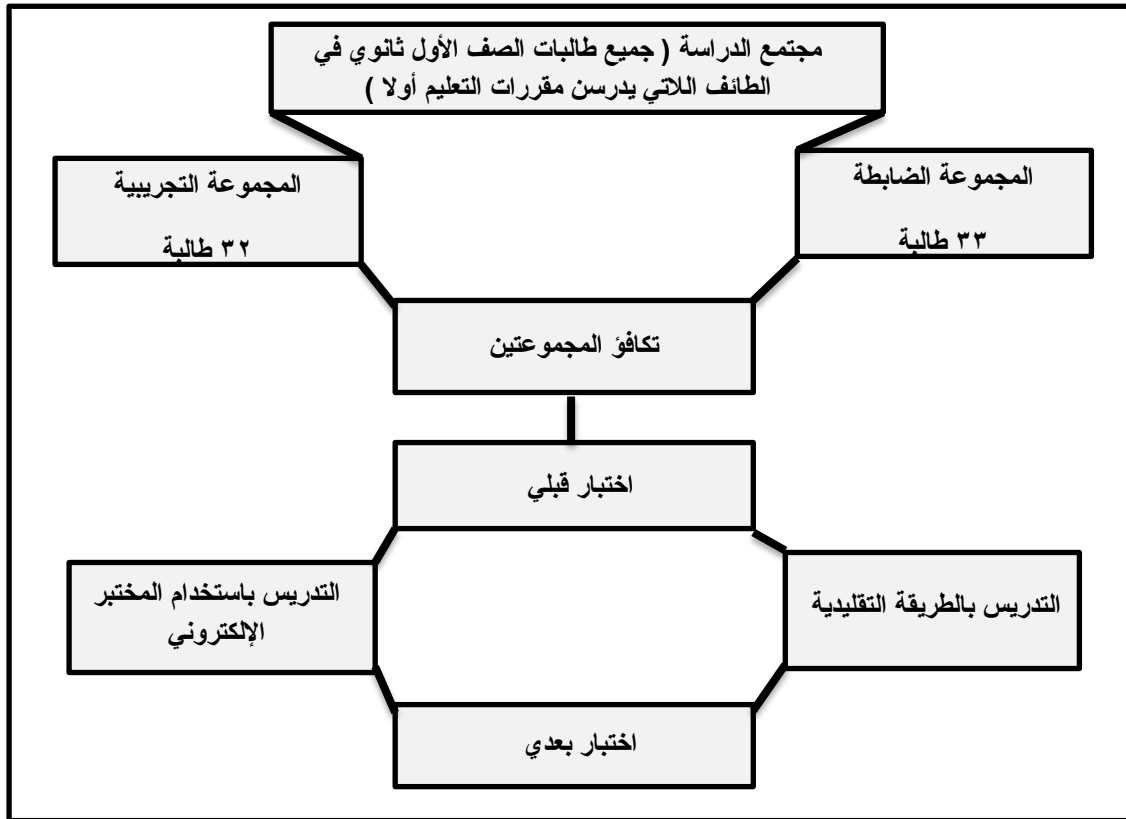 مجتمع الدراسة ( جميع طالبات الصف الأول ثانوي في
الطائف اللاتي يدرسن مقررات التعليم أولا )
المجموعة الضابطة
٣٣ طالبة
المجموعة التجريبية
٣٢ طالبة
تكافؤ المجموعتين
اختبار قبلي
التدريس بالطريقة التقليدية
التدريس باستخدام المختبر
الإلكتروني
اختبار بعدي